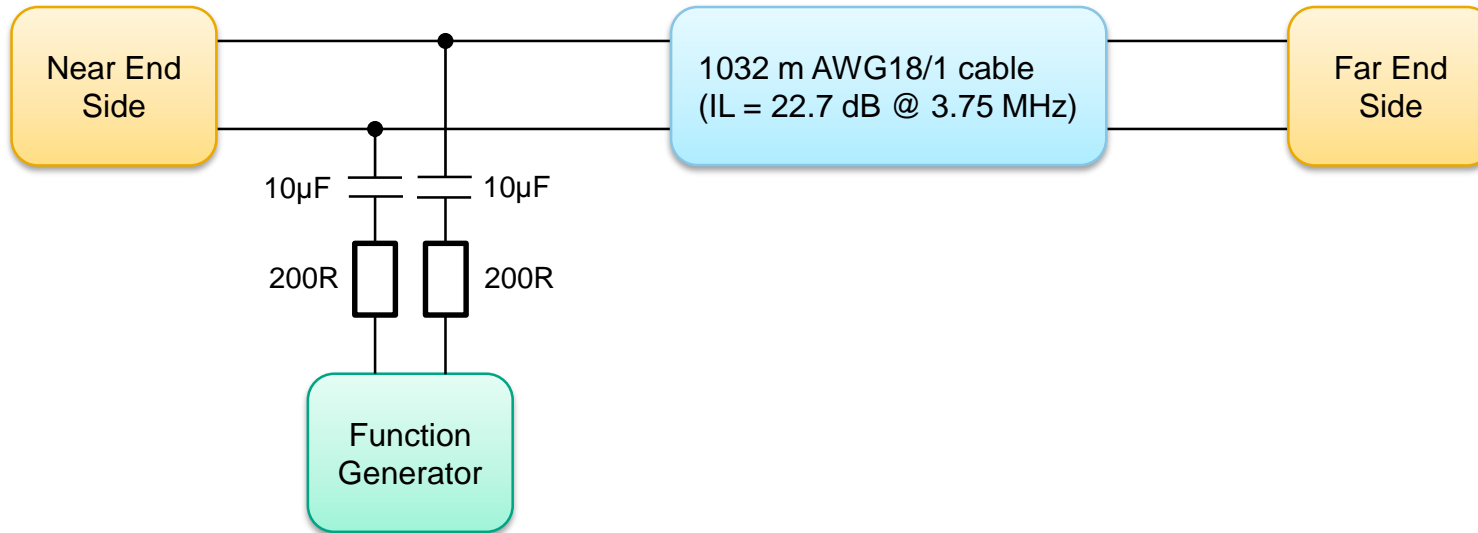 Near End
Side
1032 m AWG18/1 cable
(IL = 22.7 dB @ 3.75 MHz)
Far End
Side
10µF
10µF
200R
200R
Function
Generator